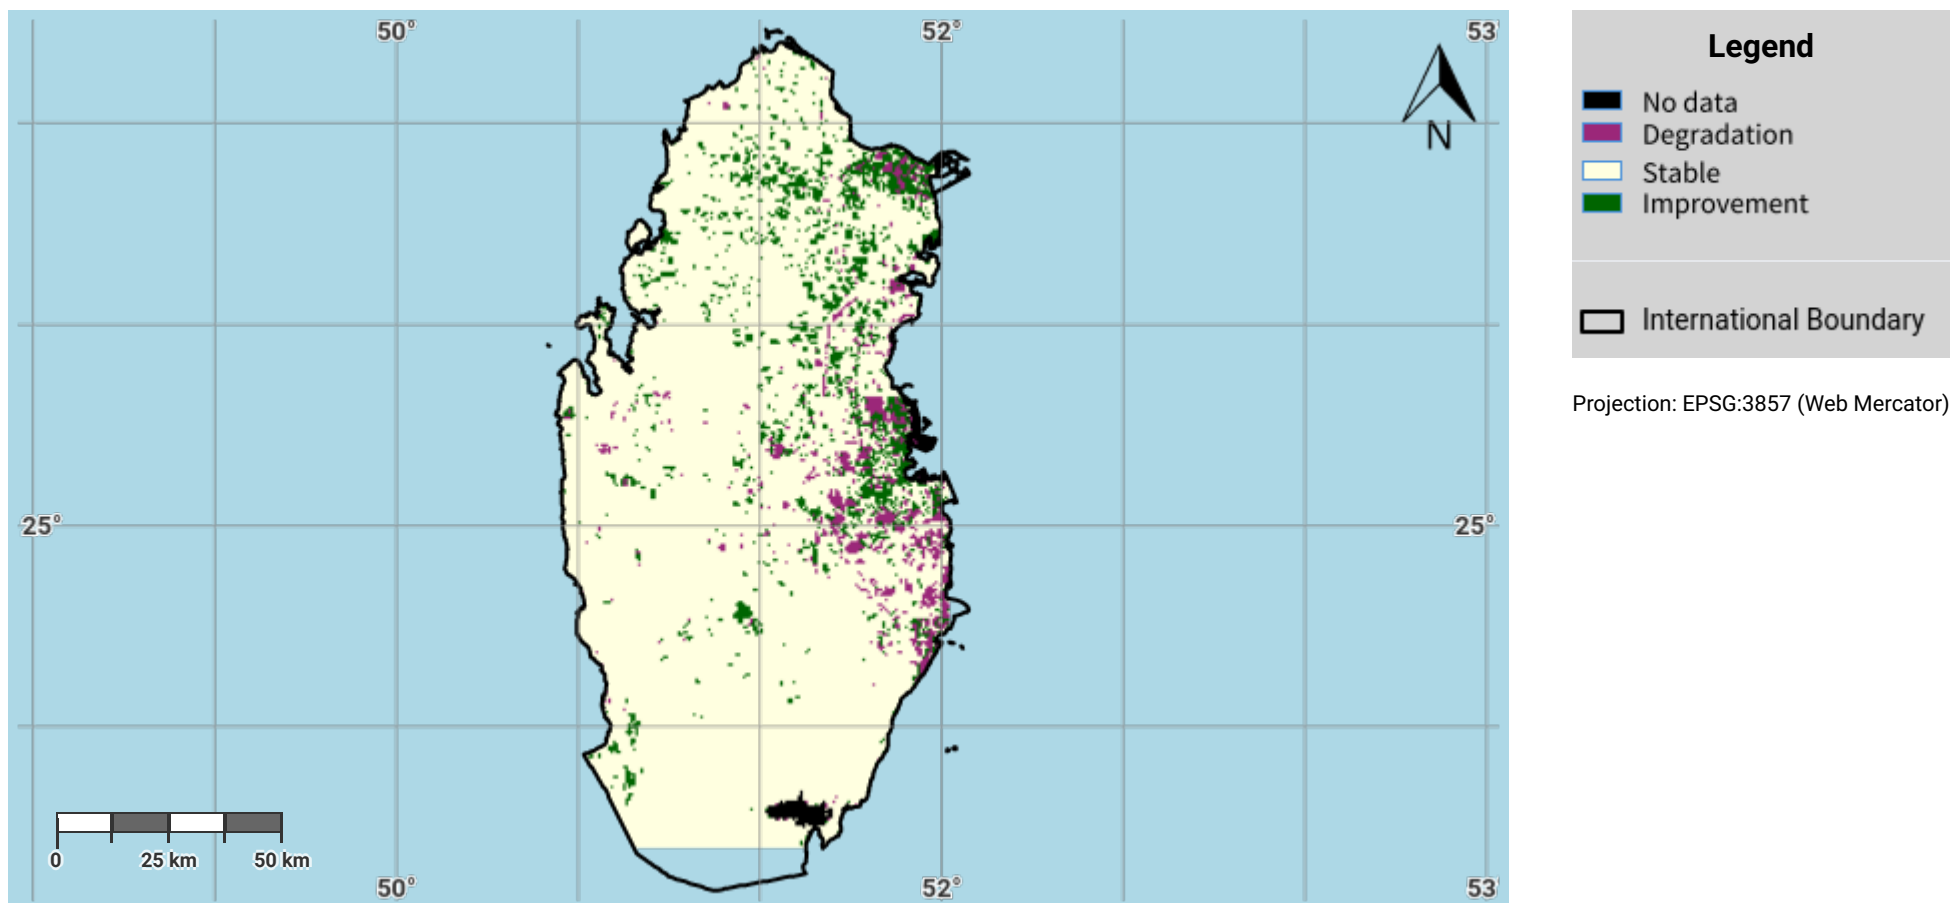 50° 52° 53°
N
25° 25°
0 25 km 50 km
50° 52° 53
Legend
No data
Degradation
Stable
Improvement
International Boundary
Projection: EPSG:3857 (Web Mercator)